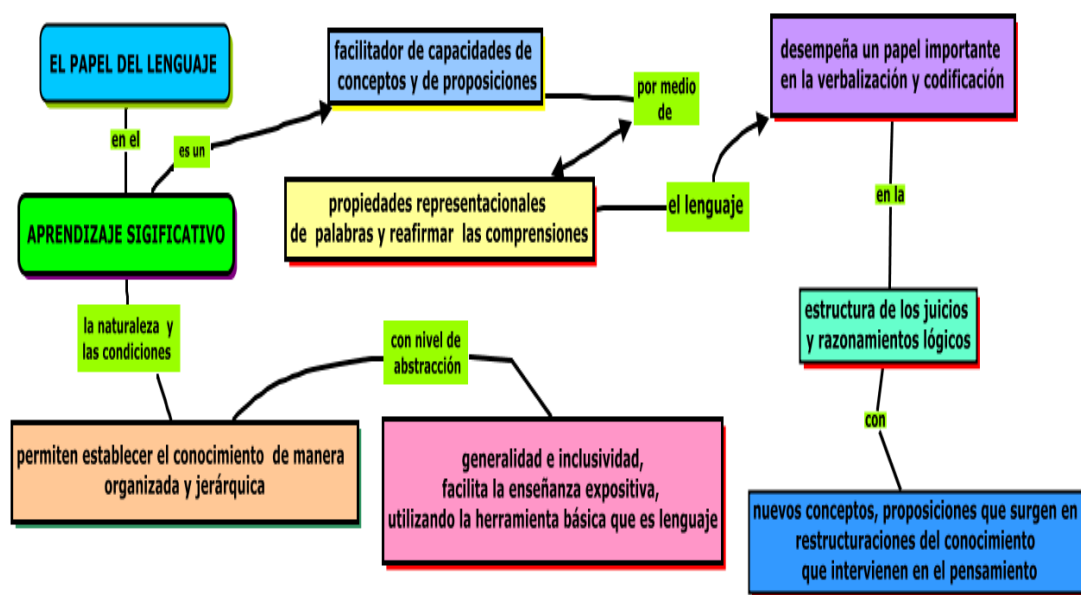 EL PAPEL DEL LENGUAJE
en el
APRENDIZAJE SIGIFICATIVO
es un
facilitador de capacidades de
conceptos y de proposiciones
por medio
de
propiedades representacionales
de palabras y reafirmar las comprensiones
el lenguaje
desempeña un papel importante
en la verbalización y codificación
en la
estructura de los juicios
y razonamientos lógicos
con
nuevos conceptos, proposiciones que surgen en
restructuraciones del conocimiento
que intervienen en el pensamiento
la naturaleza y
las condiciones
permiten establecer el conocimiento de manera
organizada y jerárquica
con nivel de
abstracción
generalidad e inclusividad,
facilita la enseñanza expositiva,
utilizando la herramienta básica que es lenguaje